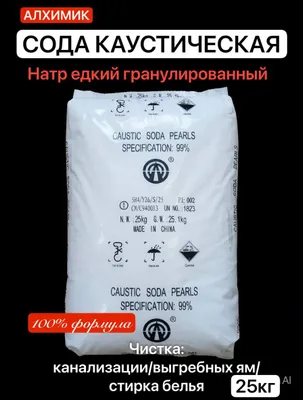 АЛХИМИК
СОДА КАУСТИЧЕСКАЯ
Натр едкий гранулированный
CAUSTIC SODA PEARLS
SPECIFICATION: 99%
®
UN NO. 1823
N.W. 25kg G.W. 25.1kg
MADE IN CHINA
CAUSTIC SODA PEARLS
SPECIFICATION: 99%
®
100% формула
Чистка:
канализации/выгребных ям/
стирка белья
25кг
AI